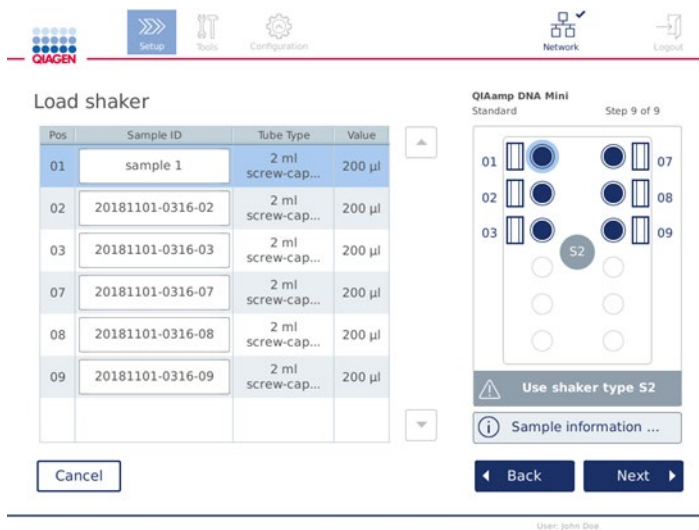 QIAGEN
Setup
Tools
Configuration
Network
Logout
Load shaker
QIAamp DNA Mini
Standard Step 9 of 9
Pos Sample ID Tube Type Value
01 sample 1 2 ml screw-cap... 200 µl
02 20181101-0316-02 2 ml screw-cap... 200 µl
03 20181101-0316-03 2 ml screw-cap... 200 µl
07 20181101-0316-07 2 ml screw-cap... 200 µl
08 20181101-0316-08 2 ml screw-cap... 200 µl
09 20181101-0316-09 2 ml screw-cap... 200 µl
01 07
02 08
03 09
S2
Use shaker type S2
Sample information ...
Cancel
Back
Next
User: John Doe